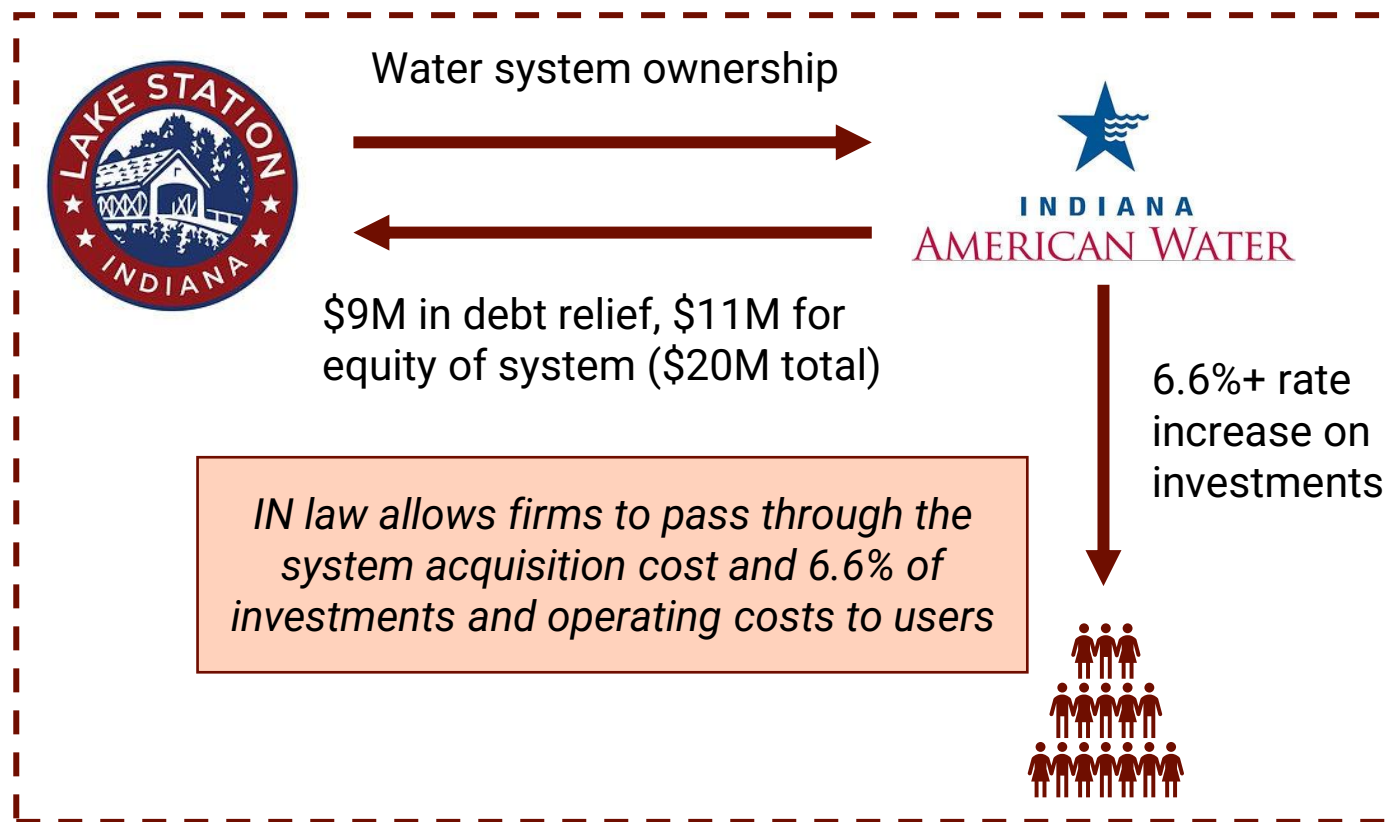 LAKE STATION
INDIANA
Water system ownership
INDIANA
AMERICAN WATER
$9M in debt relief, $11M for
equity of system ($20M total)
6.6%+ rate
increase on
investments
IN law allows firms to pass through the
system acquisition cost and 6.6% of
investments and operating costs to users